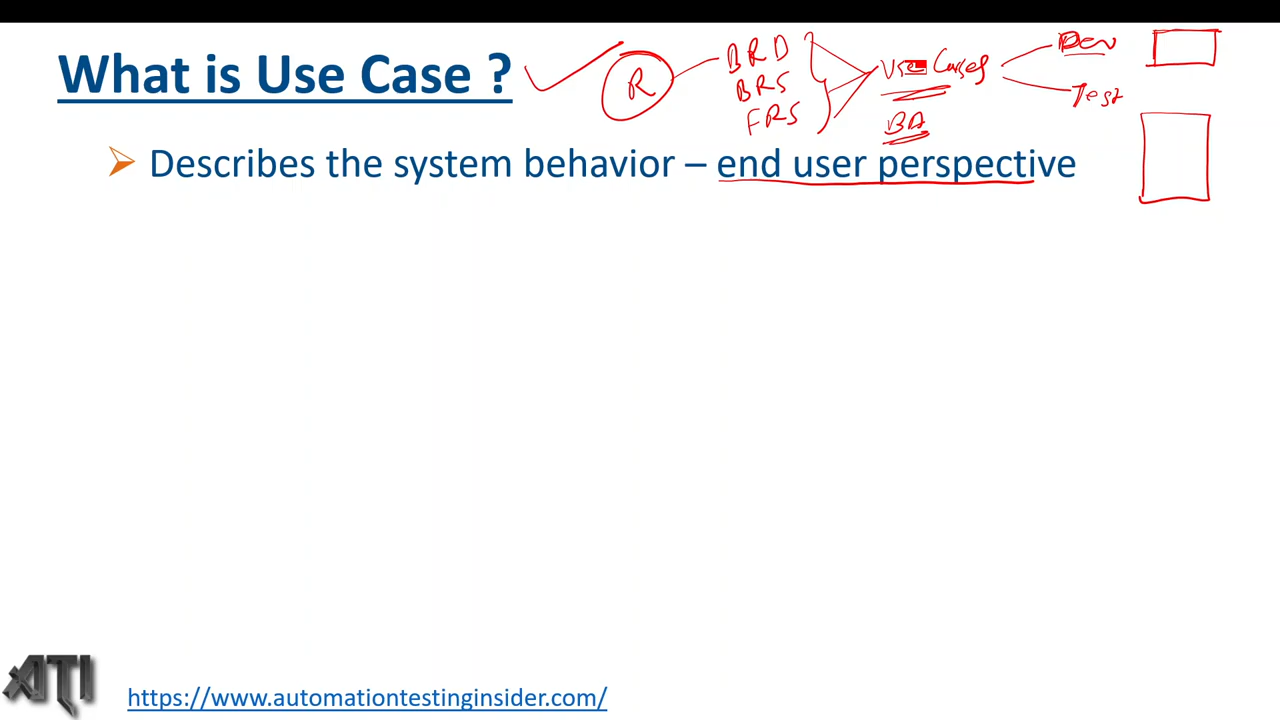 What is Use Case ?
R
BRD
BRS
FRS
Use Cases
BA
Dev
Test
➢ Describes the system behavior – end user perspective
ATI
https://www.automationtestinginsider.com/